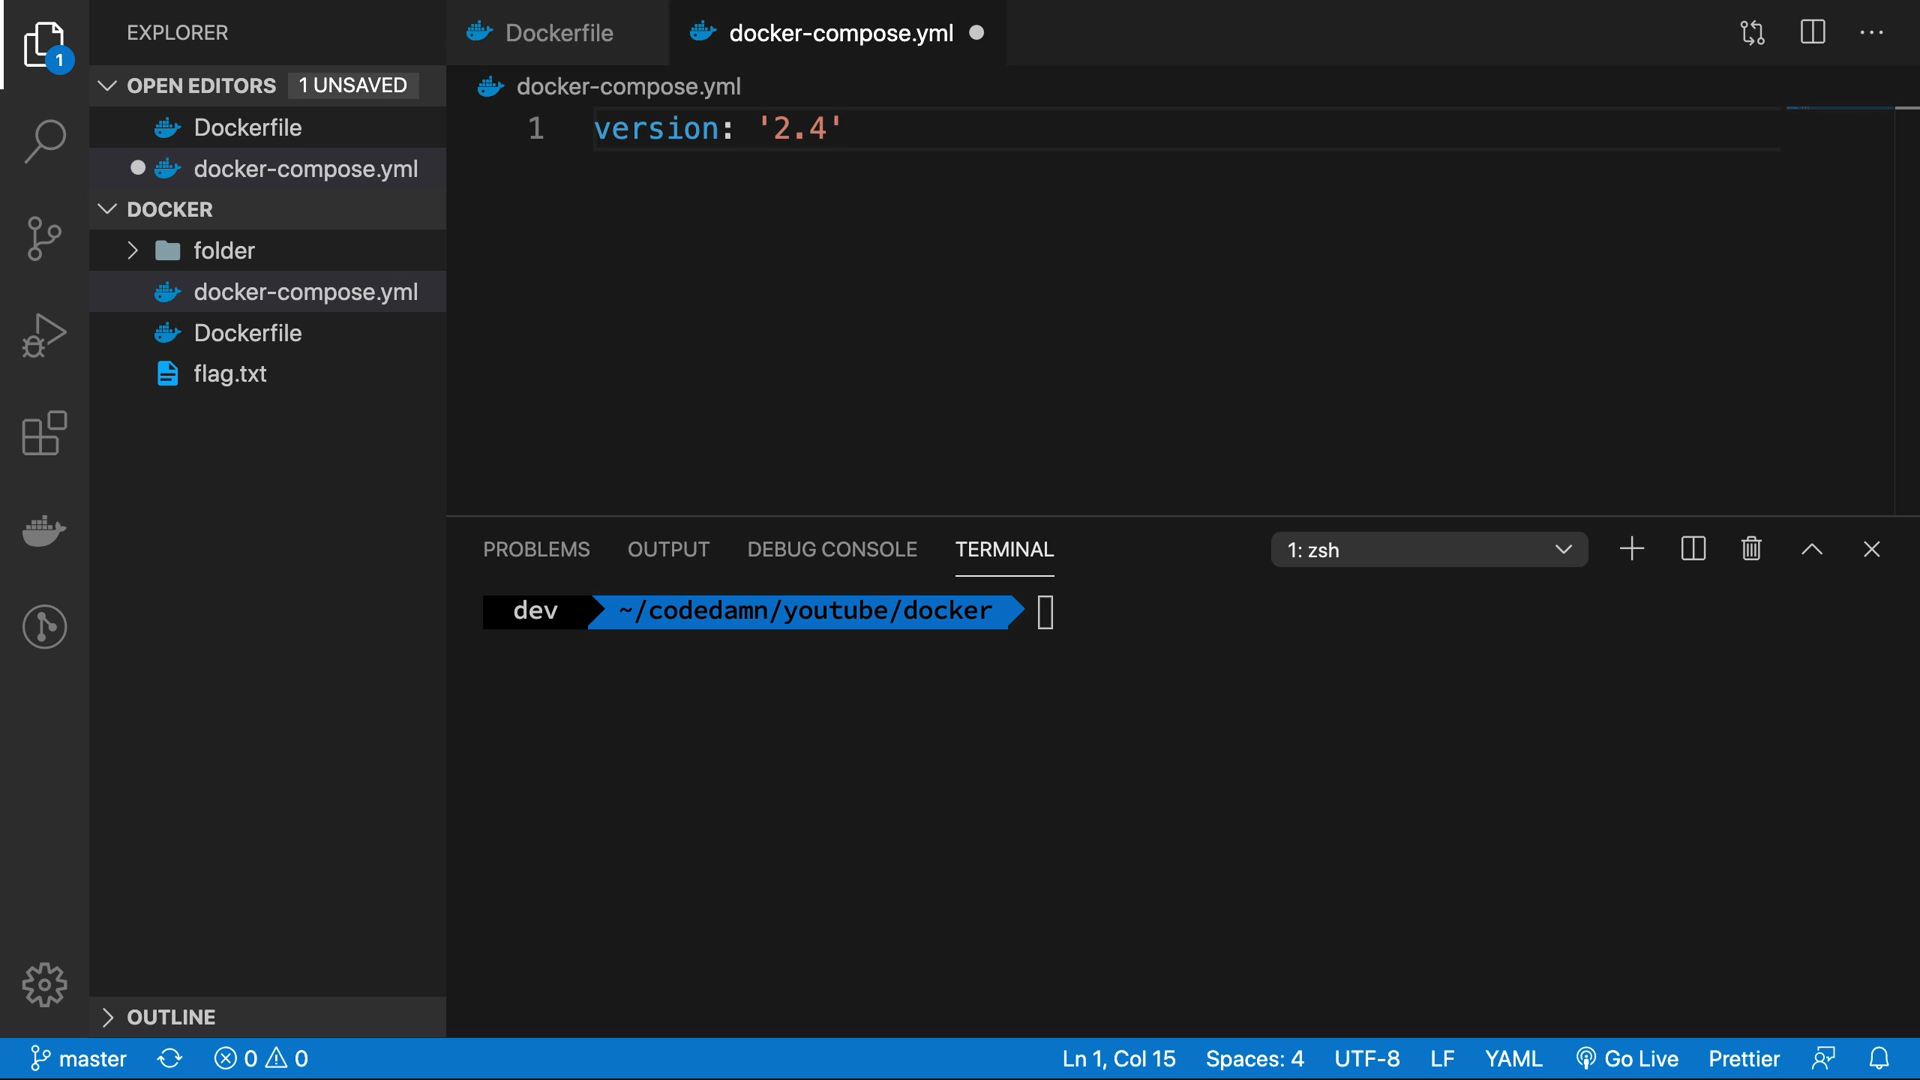 EXPLORER
Dockerfile
docker-compose.yml
1
OPEN EDITORS 1 UNSAVED
Dockerfile
docker-compose.yml
DOCKER
folder
docker-compose.yml
Dockerfile
flag.txt
OUTLINE
docker-compose.yml
1 version: '2.4'
PROBLEMS OUTPUT DEBUG CONSOLE TERMINAL 1: zsh
dev ~/codedamn/youtube/docker
master 0 0 Ln 1, Col 15 Spaces: 4 UTF-8 LF YAML Go Live Prettier